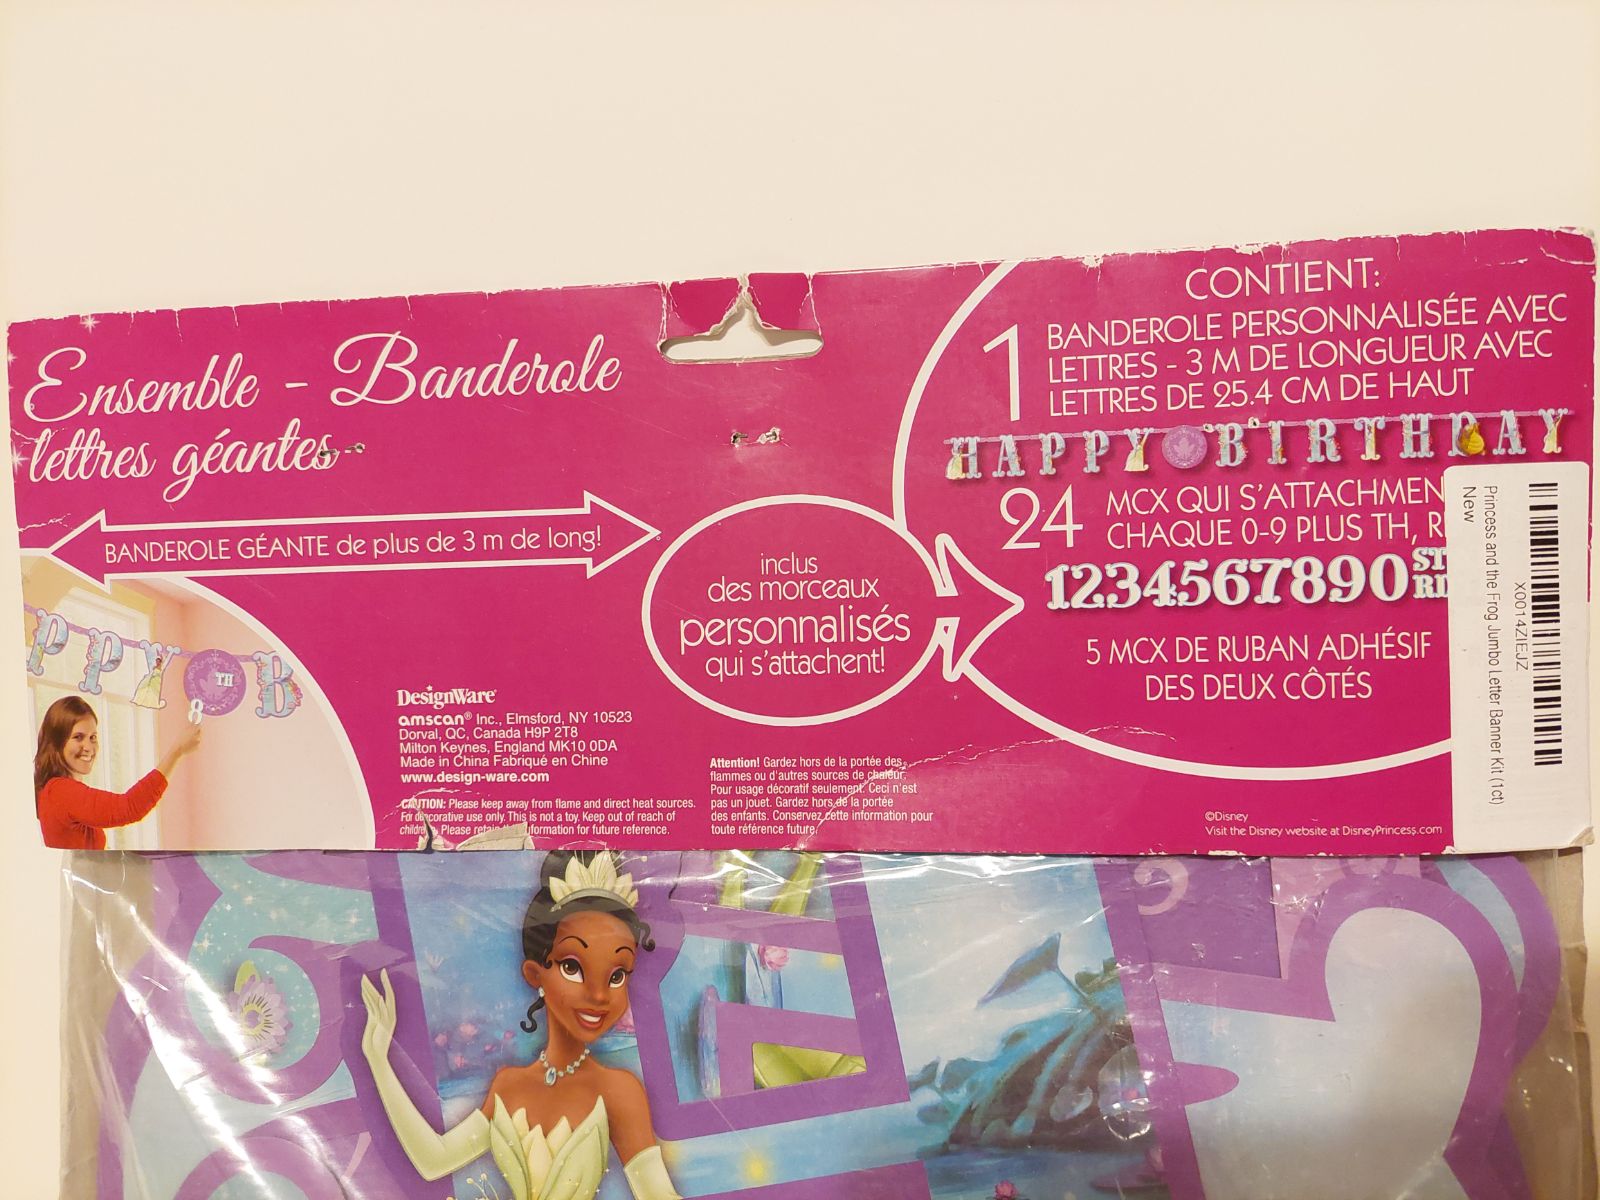 Ensemble - Banderole
lettres géantes
BANDEROLE GÉANTE de plus de 3 m de long!
inclus
des morceaux
personnalisés
qui s'attachent!
CONTIENT:
1 BANDEROLE PERSONNALISÉE AVEC
LETTRES - 3 M DE LONGUEUR AVEC
LETTRES DE 25.4 CM DE HAUT
HAPPY BIRTHDAY
24 MCX QUI S'ATTACHMEN
CHAQUE 0-9 PLUS TH, R
1234567890 ST
RD
5 MCX DE RUBAN ADHÉSIF
DES DEUX CÔTÉS
PPY B
TH
8
DesignWare®
amscan® Inc., Elmsford, NY 10523
Dorval, QC, Canada H9P 2T8
Milton Keynes, England MK10 0DA
Made in China Fabriqué en Chine
www.design-ware.com
CAUTION: Please keep away from flame and direct heat sources.
For decorative use only. This is not a toy. Keep out of reach of
Please retain information for future reference.
Attention! Gardez hors de la portée des
flammes ou d'autres sources de chaleur.
Pour usage décoratif seulement. Ceci n'est
pas un jouet. Gardez hors de la portée
des enfants. Conservez cette information pour
toute référence future.
©Disney
Visit the Disney website at DisneyPrincess.com
X0014ZIEJZ
Princess and the Frog Jumbo Letter Banner Kit (1ct)
New